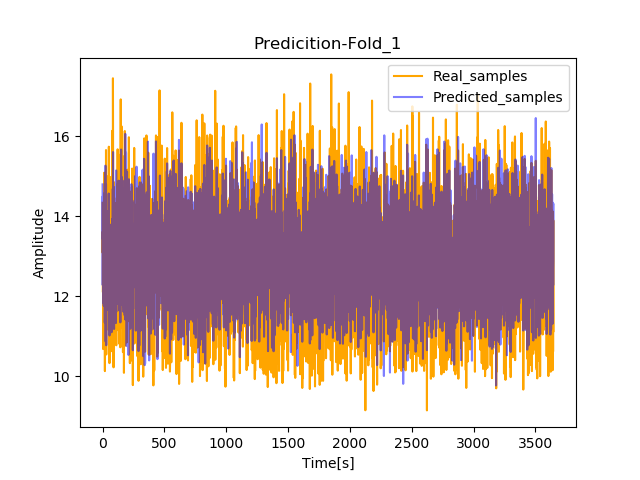 Predicition-Fold_1
Real_samples
Predicted_samples
Amplitude
16
14
12
10
0 500 1000 1500 2000 2500 3000 3500
Time[s]